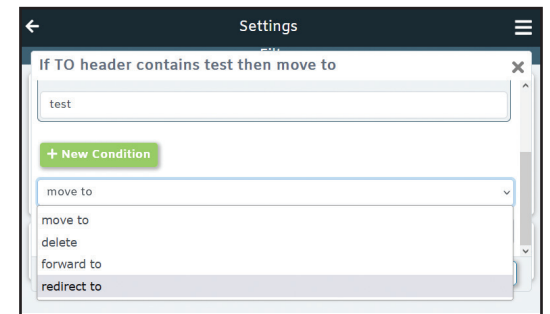 Settings
If TO header contains test then move to
test
+ New Condition
move to
move to
delete
forward to
redirect to